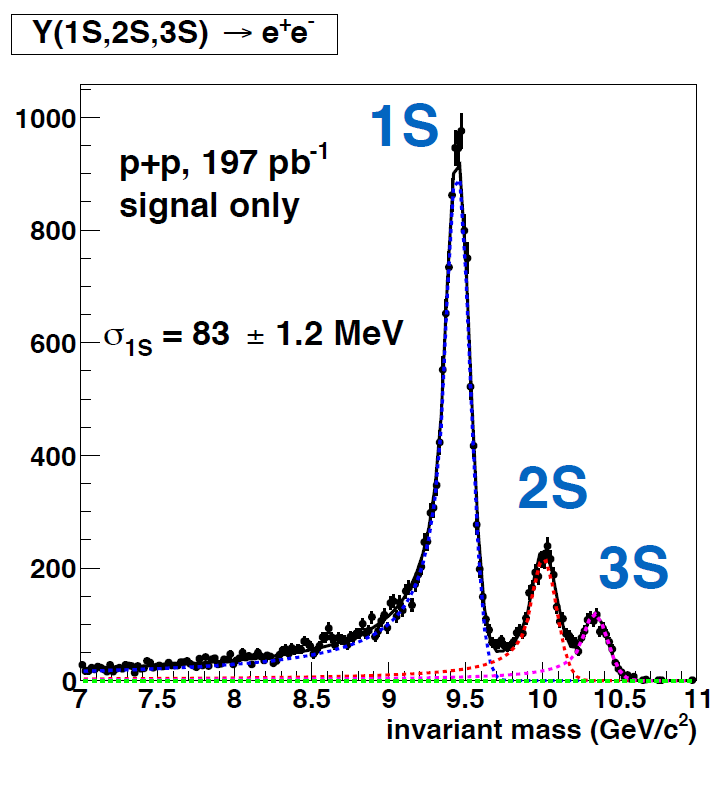 Y(1S,2S,3S) → e⁺e⁻
1S
p+p, 197 pb⁻¹
signal only
σ₁S = 83 ± 1.2 MeV
2S
3S
1000
800
600
400
200
0
7 7.5 8 8.5 9 9.5 10 10.5 11
invariant mass (GeV/c²)